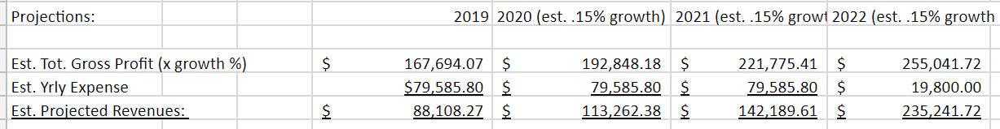 Projections: 2019 2020 (est. .15% growth) 2021 (est. .15% growt 2022 (est. .15% growth
Est. Tot. Gross Profit (x growth %) $ 167,694.07 $ 192,848.18 $ 221,775.41 $ 255,041.72
Est. Yrly Expense $79,585.80 $ 79,585.80 $ 79,585.80 $ 19,800.00
Est. Projected Revenues: $ 88,108.27 $ 113,262.38 $ 142,189.61 $ 235,241.72